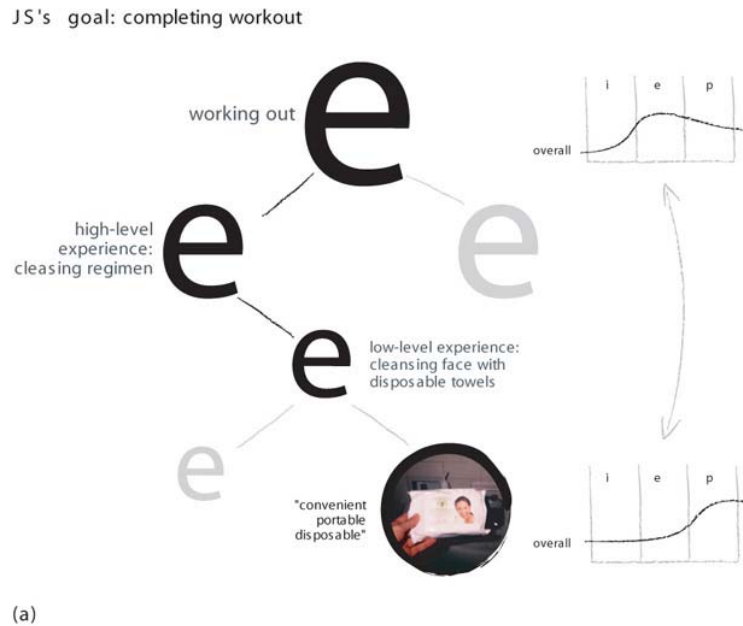 JS's goal: completing workout
working out
e
i e p
overall
high-level
experience:
cleasing regimen
e
e
e
low-level experience:
cleansing face with
disposable towels
e
"convenient
portable
disposable"
i e p
overall
(a)